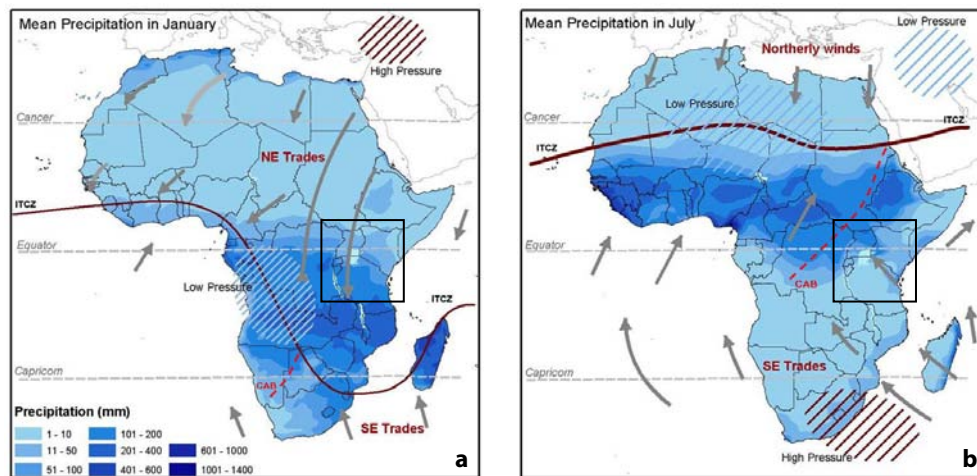 Mean Precipitation in January
High Pressure
Cancer
NE Trades
ITCZ
Equator
Low Pressure
ITCZ
Capricorn
CAB
SE Trades
Precipitation (mm)
1 - 10
11 - 50
51 - 100
101 - 200
201 - 400
401 - 600
601 - 1000
1001 - 1400
a
Mean Precipitation in July
Low Pressure
Northerly winds
Low Pressure
Cancer
ITCZ
ITCZ
Equator
CAB
SE Trades
Capricorn
High Pressure
b